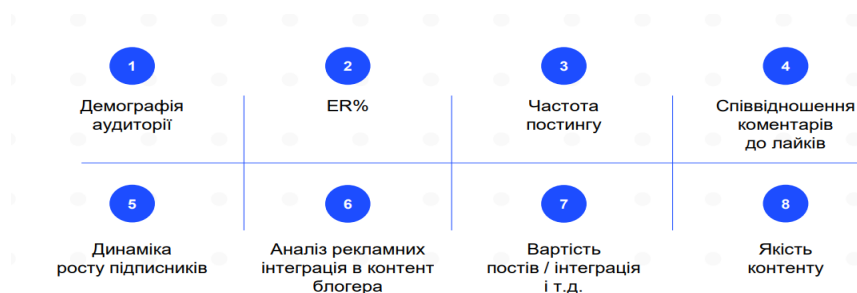 1
Демографія
аудиторії
2
ER%
3
Частота
постингу
4
Співвідношення
коментарів
до лайків
5
Динаміка
росту підписників
6
Аналіз рекламних
інтеграція в контент
блогера
7
Вартість
постів / інтеграція
і т.д.
8
Якість
контенту